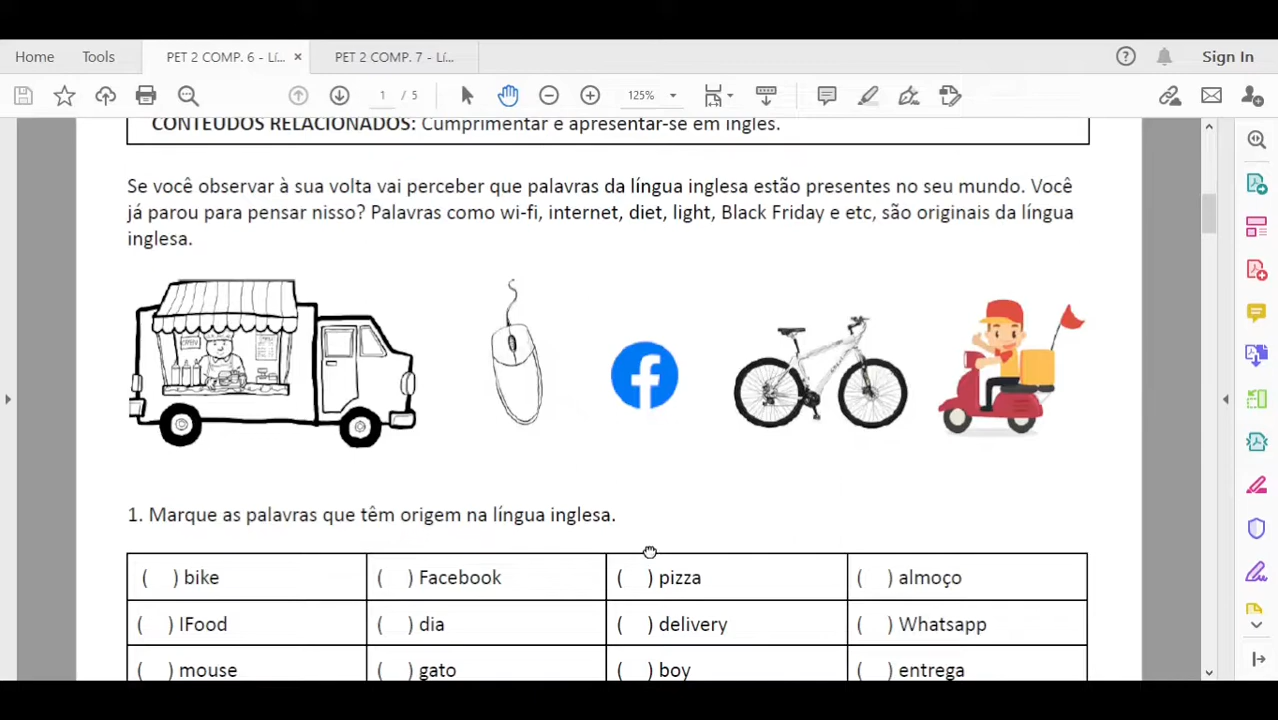 Home Tools PET 2 COMP. 6 - Lí... × PET 2 COMP. 7 - Lí... Sign In
1 / 5 125%
CONTEÚDOS RELACIONADOS: Cumprimentar e apresentar-se em inglês.
Se você observar à sua volta vai perceber que palavras da língua inglesa estão presentes no seu mundo. Você
já parou para pensar nisso? Palavras como wi-fi, internet, diet, light, Black Friday e etc, são originais da língua
inglesa.
1. Marque as palavras que têm origem na língua inglesa.
( ) bike ( ) Facebook ( ) pizza ( ) almoço
( ) IFood ( ) dia ( ) delivery ( ) Whatsapp
( ) mouse ( ) gato ( ) boy ( ) entrega